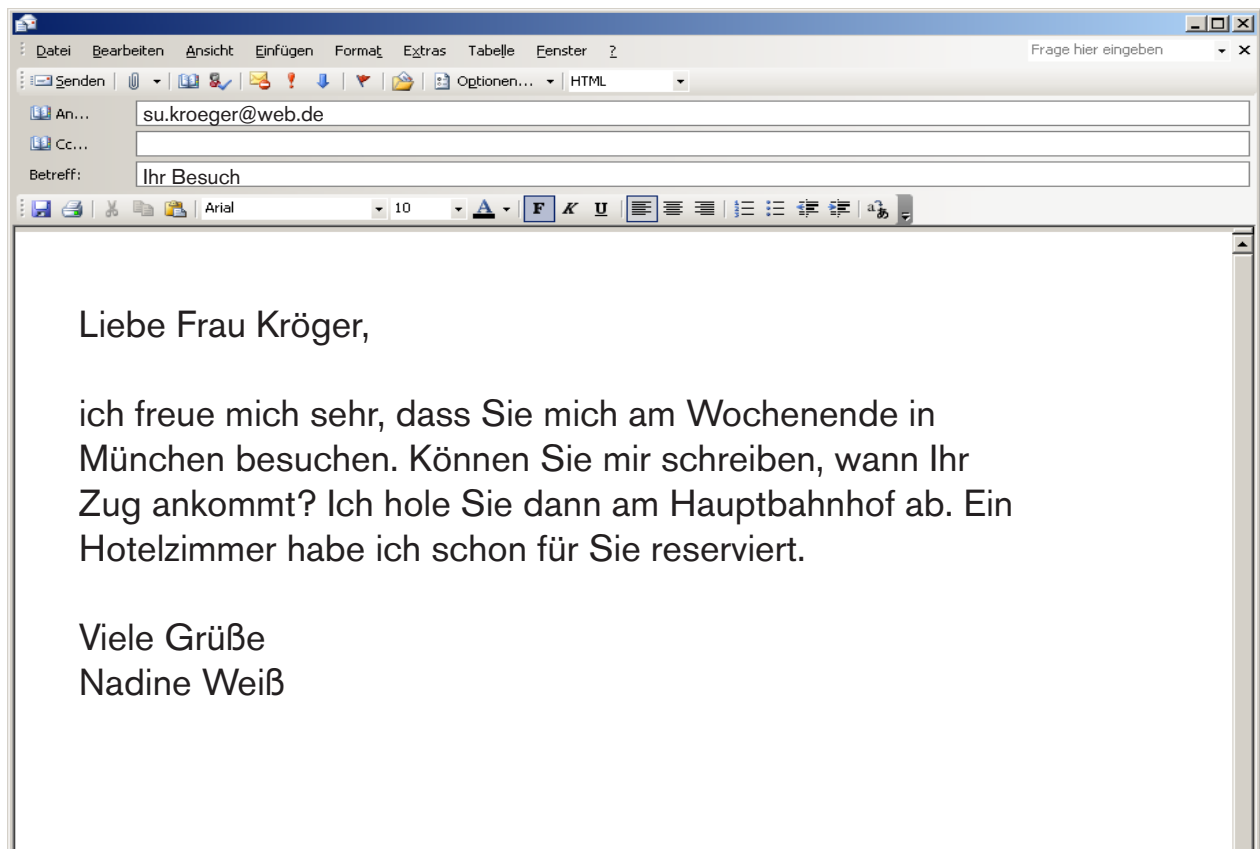 Datei Bearbeiten Ansicht Einfügen Format Extras Tabelle Fenster ? Frage hier eingeben
Senden Optionen... HTML
An... su.kroeger@web.de
Cc...
Betreff: Ihr Besuch
Arial 10 A F K U
Liebe Frau Kröger,
ich freue mich sehr, dass Sie mich am Wochenende in
München besuchen. Können Sie mir schreiben, wann Ihr
Zug ankommt? Ich hole Sie dann am Hauptbahnhof ab. Ein
Hotelzimmer habe ich schon für Sie reserviert.
Viele Grüße
Nadine Weiß